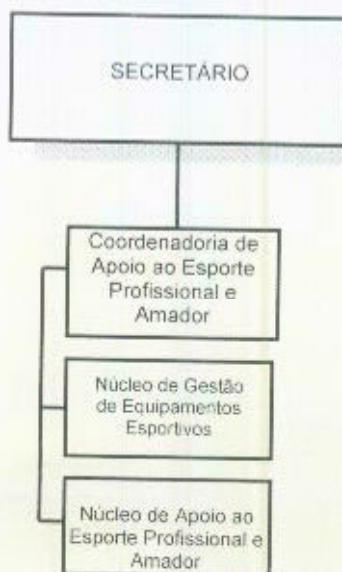 SECRETÁRIO
Coordenadoria de
Apoio ao Esporte
Profissional e
Amador
Núcleo de Gestão
de Equipamentos
Esportivos
Núcleo de Apoio ao
Esporte Profissional e
Amador